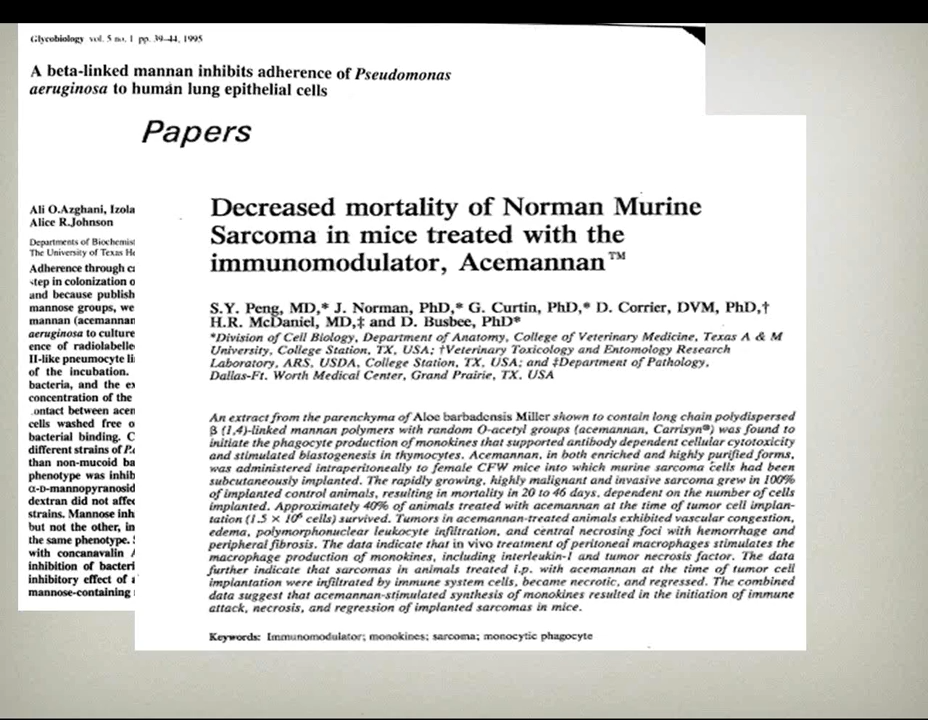 Glycobiology vol. 5 no. 1 pp. 39–44, 1995
A beta-linked mannan inhibits adherence of Pseudomonas
aeruginosa to human lung epithelial cells
Papers
Ali O.Azghani, Izola
Alice R.Johnson
Departments of Biochemist
The University of Texas He
Adherence through c
step in colonization o
and because publish
mannose groups, we
mannan (acemannan
aeruginosa to culture
ence of radiolabelle
II-like pneumocyte li
of the incubation.
bacteria, and the ex
concentration of the
contact between acen
cells washed free o
bacterial binding. C
different strains of P.
than non-mucoid ba
phenotype was inhib
α-D-mannopyranosid
dextran did not affec
strains. Mannose inh
but not the other, in
the same phenotype.
with concanavalin A
inhibition of bacteri
inhibitory effect of
mannose-containing
Decreased mortality of Norman Murine
Sarcoma in mice treated with the
immunomodulator, Acemannan™
S.Y. Peng, MD,* J. Norman, PhD,* G. Curtin, PhD,* D. Corrier, DVM, PhD,†
H.R. McDaniel, MD,‡ and D. Busbee, PhD*
*Division of Cell Biology, Department of Anatomy, College of Veterinary Medicine, Texas A & M
University, College Station, TX, USA; †Veterinary Toxicology and Entomology Research
Laboratory, ARS, USDA, College Station, TX, USA; and ‡Department of Pathology,
Dallas-Ft. Worth Medical Center, Grand Prairie, TX, USA
An extract from the parenchyma of Aloe barbadensis Miller shown to contain long chain polydispersed
β (1,4)-linked mannan polymers with random O-acetyl groups (acemannan, Carrisyn®) was found to
initiate the phagocyte production of monokines that supported antibody dependent cellular cytotoxicity
and stimulated blastogenesis in thymocytes. Acemannan, in both enriched and highly purified forms,
was administered intraperitoneally to female CFW mice into which murine sarcoma cells had been
subcutaneously implanted. The rapidly growing, highly malignant and invasive sarcoma grew in 100%
of implanted control animals, resulting in mortality in 20 to 46 days, dependent on the number of cells
implanted. Approximately 40% of animals treated with acemannan at the time of tumor cell implan-
tation (1.5 × 10⁶ cells) survived. Tumors in acemannan-treated animals exhibited vascular congestion,
edema, polymorphonuclear leukocyte infiltration, and central necrosing foci with hemorrhage and
peripheral fibrosis. The data indicate that in vivo treatment of peritoneal macrophages stimulates the
macrophage production of monokines, including interleukin-1 and tumor necrosis factor. The data
further indicate that sarcomas in animals treated i.p. with acemannan at the time of tumor cell
implantation were infiltrated by immune system cells, became necrotic, and regressed. The combined
data suggest that acemannan-stimulated synthesis of monokines resulted in the initiation of immune
attack, necrosis, and regression of implanted sarcomas in mice.
Keywords: Immunomodulator; monokines; sarcoma; monocytic phagocyte